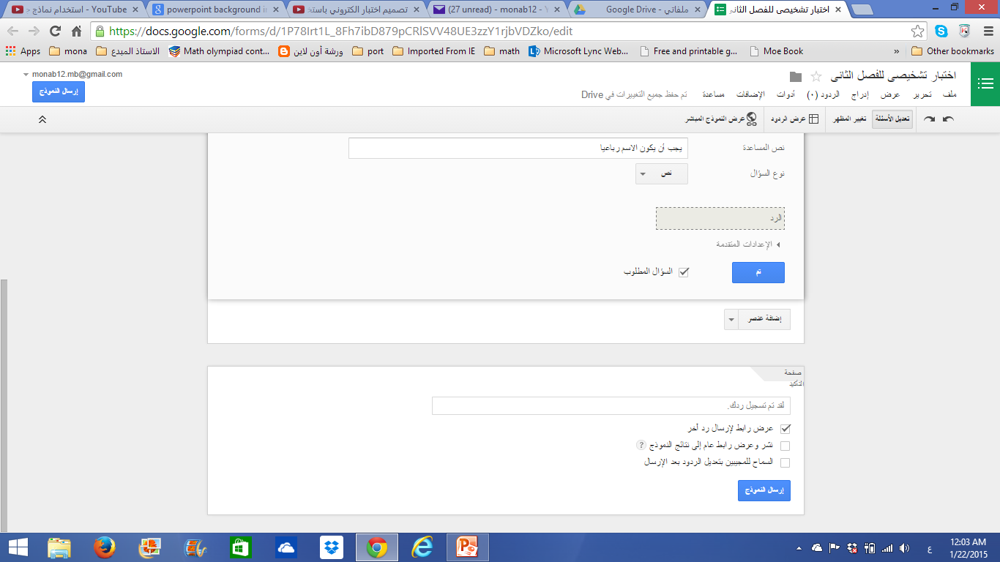 استخدام نماذج - YouTube
powerpoint background in
تصميم اختبار الكتروني باستخ
(27 unread) - monab12 - Y
ملفاتي - Google Drive
اختبار تشخيصى للفصل الثانى
https://docs.google.com/forms/d/1P78Irt1L_8Fh7ibD879pCRlSVV48UE3zzY1rjbVDZko/edit
Apps mona الاستاذ المبدع Math olympiad cont... ورشة أون لاين port Imported From IE math Microsoft Lync Web... Free and printable g... Moe Book » Other bookmarks
monab12.mb@gmail.com
إرسال النموذج
اختبار تشخيصى للفصل الثانى
ملف تحرير عرض إدراج الردود (٠) أدوات الإضافات مساعدة تم حفظ جميع التغييرات في Drive
تعديل الأسئلة تغيير المظهر عرض الردود عرض النموذج المباشر
نص المساعدة يجب أن يكون الاسم رباعيا
نوع السؤال نص
الرد
الإعدادات المتقدمة
تم السؤال المطلوب
إضافة عنصر
صفحة
التأكيد
لقد تم تسجيل ردك.
عرض رابط لإرسال رد آخر
نشر وعرض رابط عام إلى نتائج النموذج ?
السماح للمجيبين بتعديل الردود بعد الإرسال
إرسال النموذج
ع 12:03 AM
1/22/2015